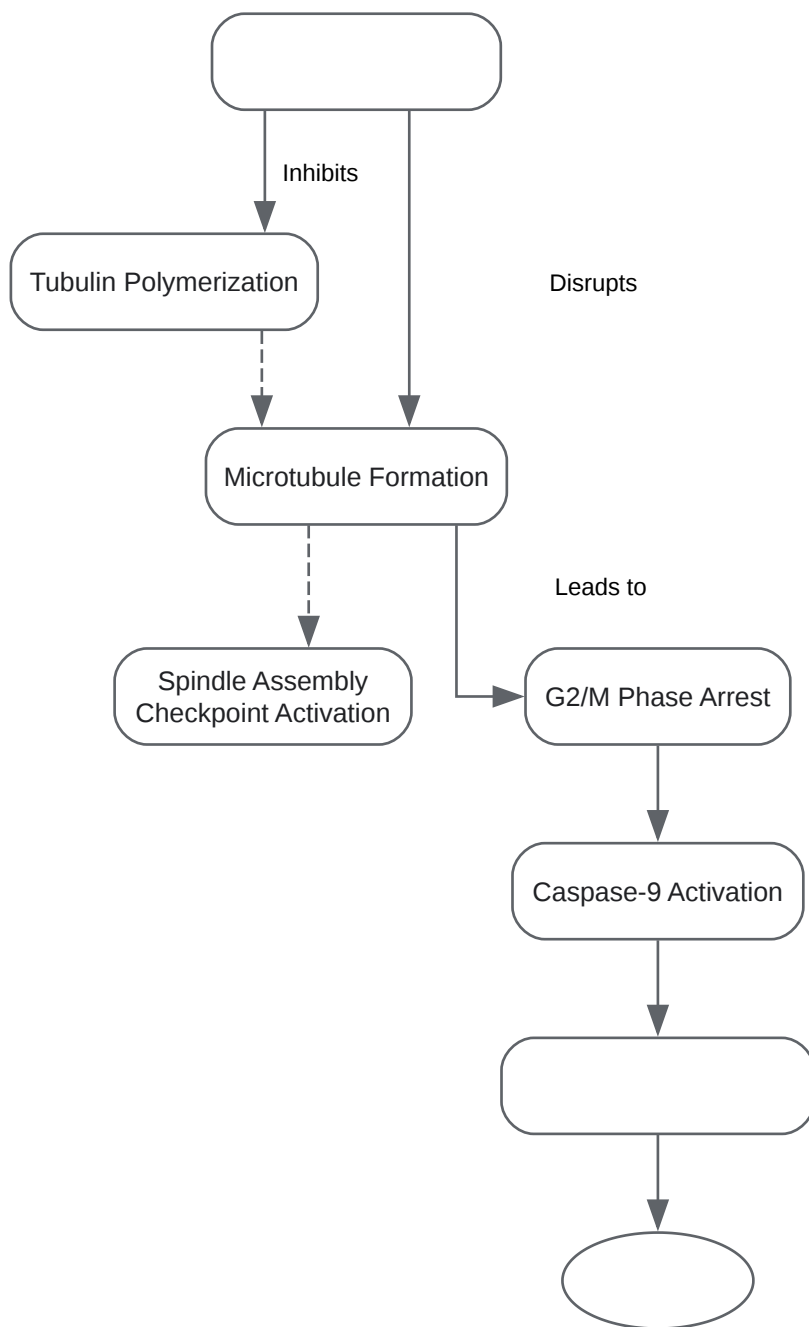 Inhibits
Tubulin Polymerization
Disrupts
Microtubule Formation
Leads to
Spindle Assembly
Checkpoint Activation
G2/M Phase Arrest
Caspase-9 Activation